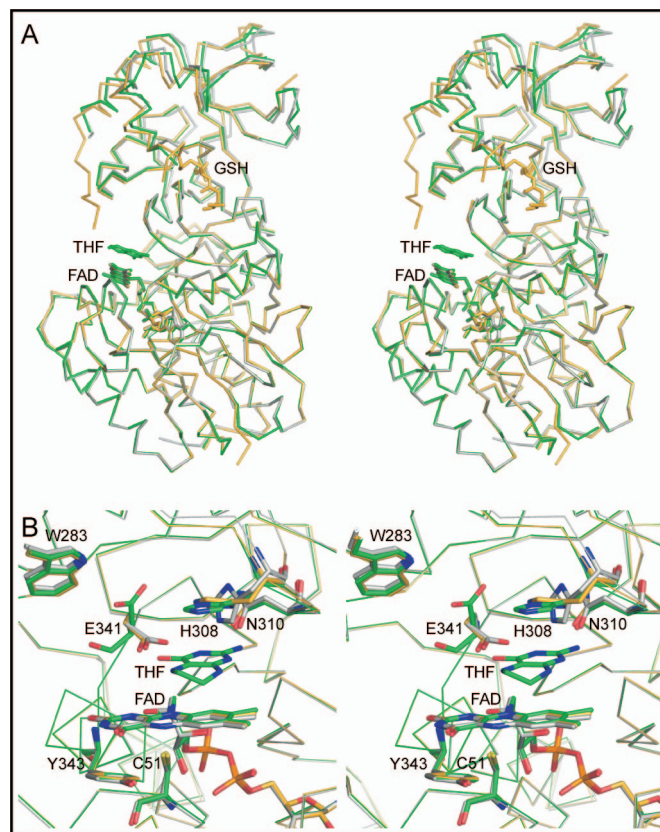 A
GSH
GSH
THF
THF
FAD
FAD
B
W283
W283
E341
H308
N310
E341
H308
N310
THF
THF
FAD
FAD
Y343
C51
Y343
C51